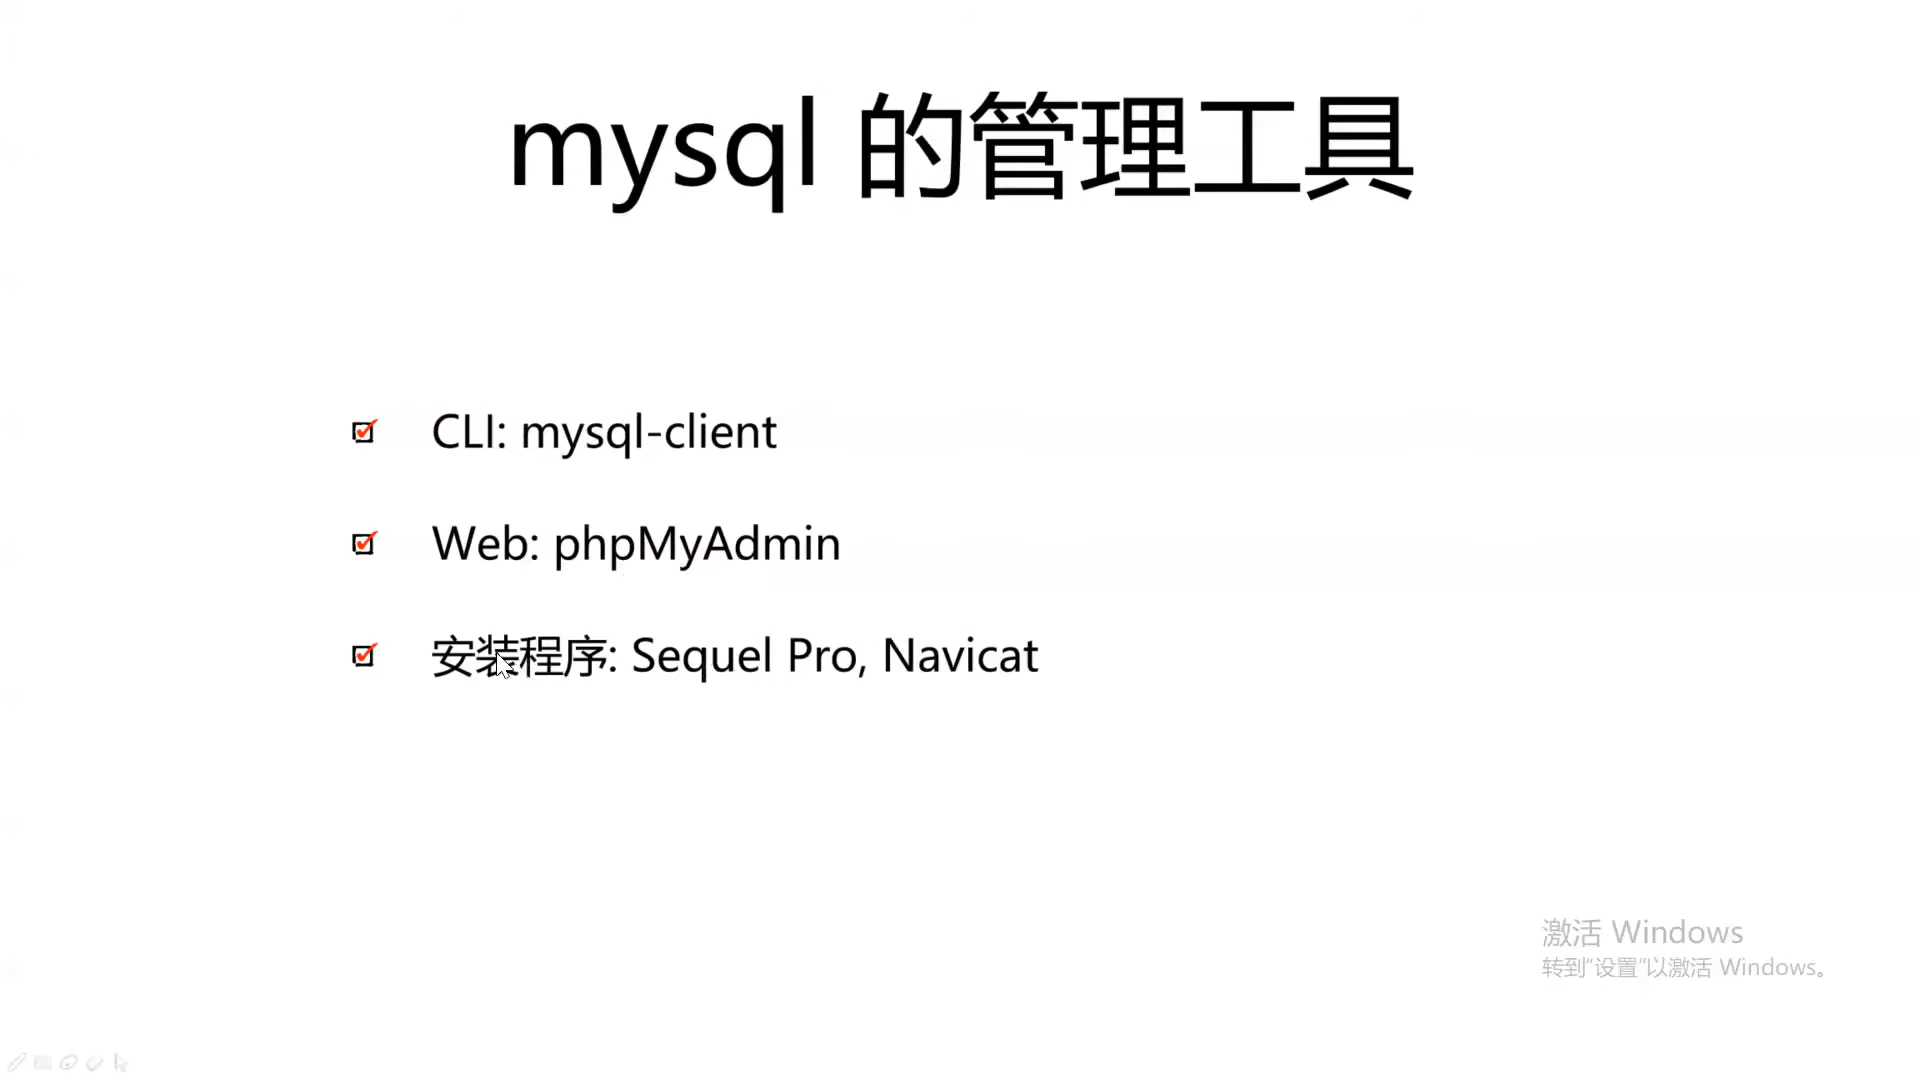 mysql 的管理工具
CLI: mysql-client
Web: phpMyAdmin
安装程序: Sequel Pro, Navicat
激活 Windows
转到“设置”以激活 Windows。